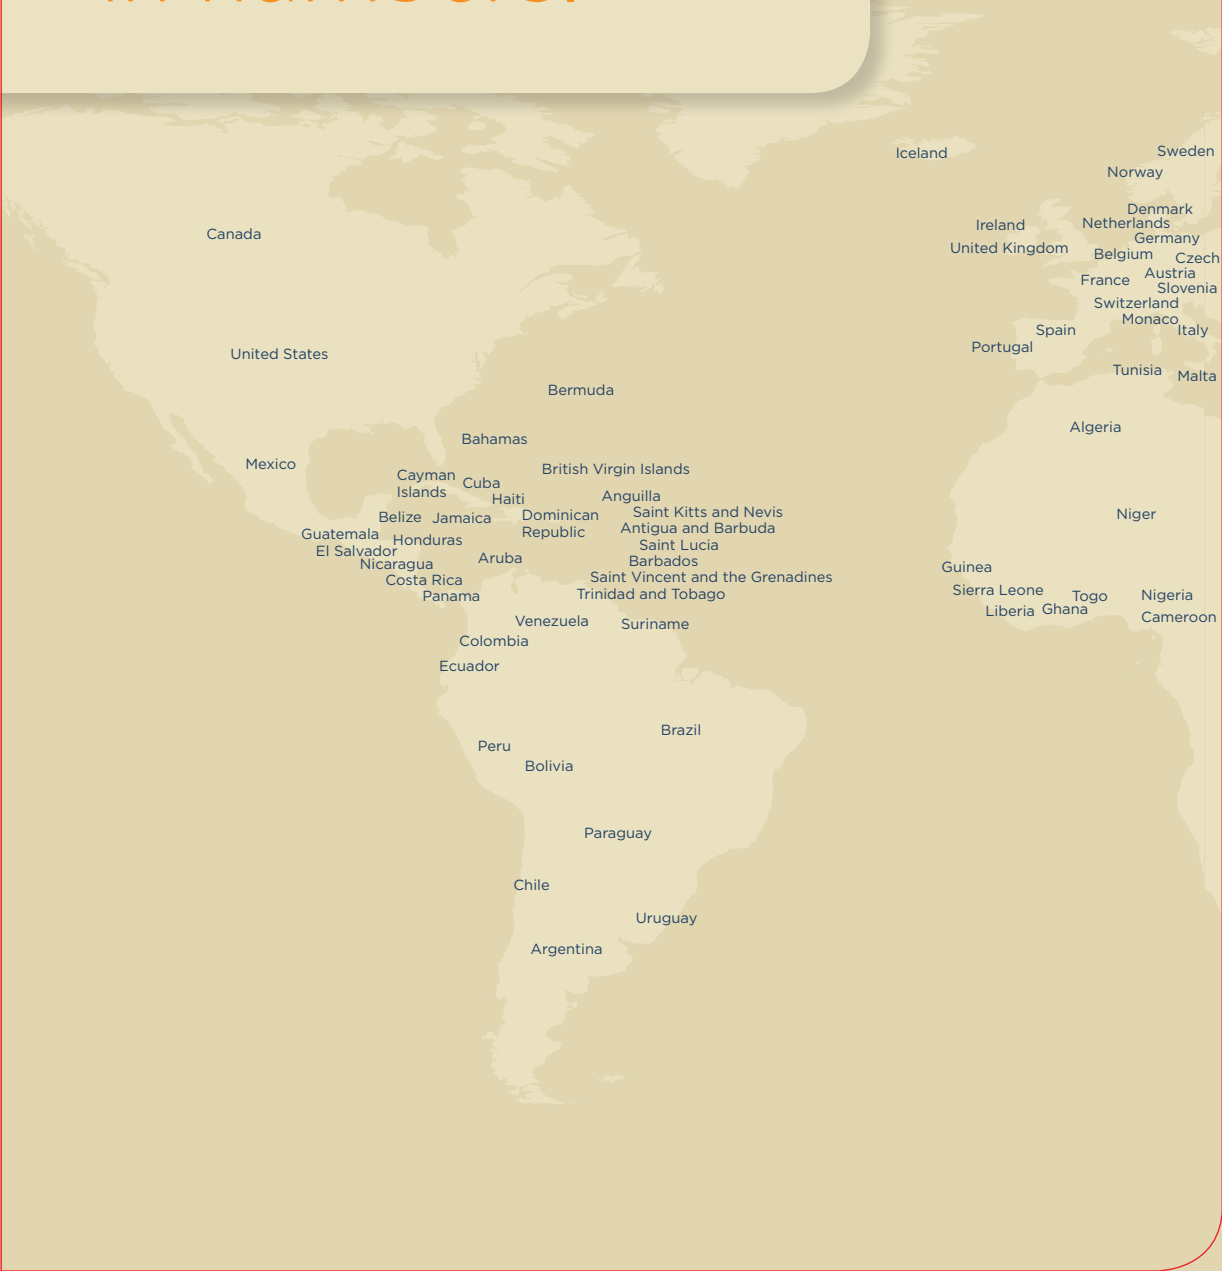 Iceland
Sweden
Norway
Denmark
Ireland
Netherlands
Canada
Germany
United Kingdom
Belgium
Czech
Austria
France
Slovenia
Switzerland
Monaco
Spain
Italy
Portugal
United States
Tunisia
Malta
Bermuda
Algeria
Bahamas
Mexico
British Virgin Islands
Cayman
Islands
Cuba
Haiti
Anguilla
Saint Kitts and Nevis
Belize
Jamaica
Dominican
Republic
Niger
Antigua and Barbuda
Guatemala
Honduras
Saint Lucia
El Salvador
Aruba
Barbados
Nicaragua
Guinea
Costa Rica
Saint Vincent and the Grenadines
Panama
Trinidad and Tobago
Sierra Leone
Togo
Nigeria
Liberia
Ghana
Cameroon
Venezuela
Suriname
Colombia
Ecuador
Brazil
Peru
Bolivia
Paraguay
Chile
Uruguay
Argentina